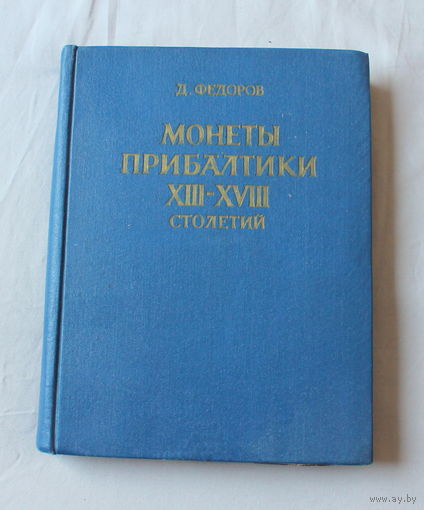 Д. ФЕДОРОВ
МОНЕТЫ
ПРИБАЛТИКИ
XIII-XVIII
СТОЛЕТИЙ
www.ay.by